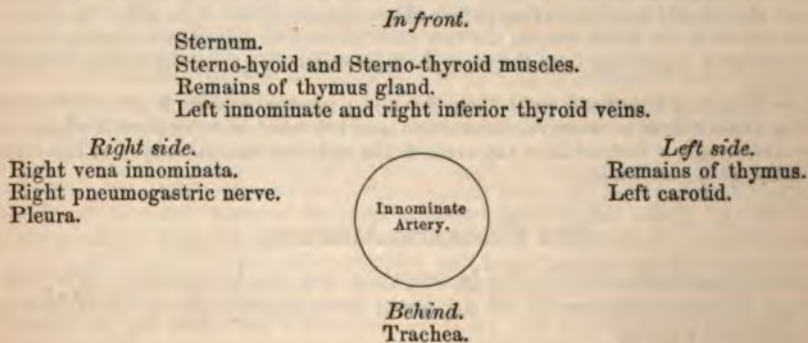 In front.
Sternum.
Sterno-hyoid and Sterno-thyroid muscles.
Remains of thymus gland.
Left innominate and right inferior thyroid veins.
Right side.
Right vena innominata.
Right pneumogastric nerve.
Pleura.
Innominate
Artery.
Left side.
Remains of thymus.
Left carotid.
Behind.
Trachea.